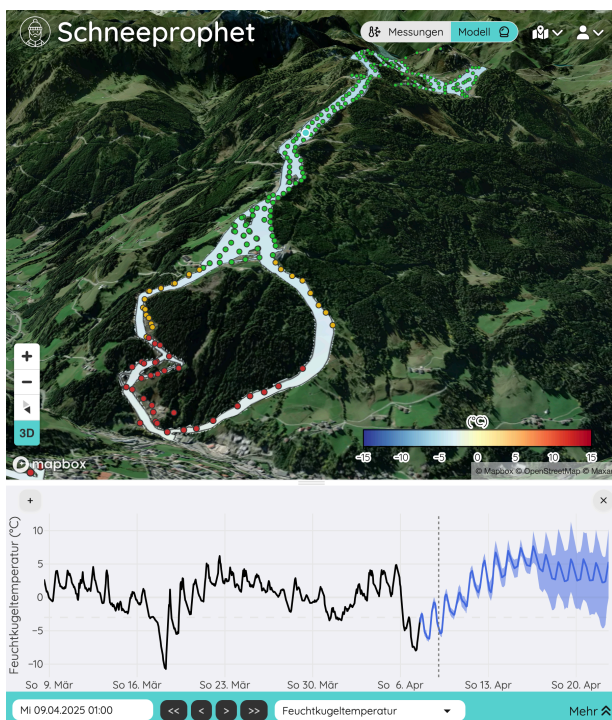 Schneeprophet
Messungen Modell
+
−
3D
(°C)
-15 -10 -5 0 5 10 15
mapbox
© Mapbox © OpenStreetMap © Maxar
+ ×
Feuchtkugeltemperatur (°C)
10
5
0
−5
−10
So 9. Mär So 16. Mär So 23. Mär So 30. Mär So 6. Apr So 13. Apr So 20. Apr
Mi 09.04.2025 01:00 << < > >> Feuchtkugeltemperatur Mehr